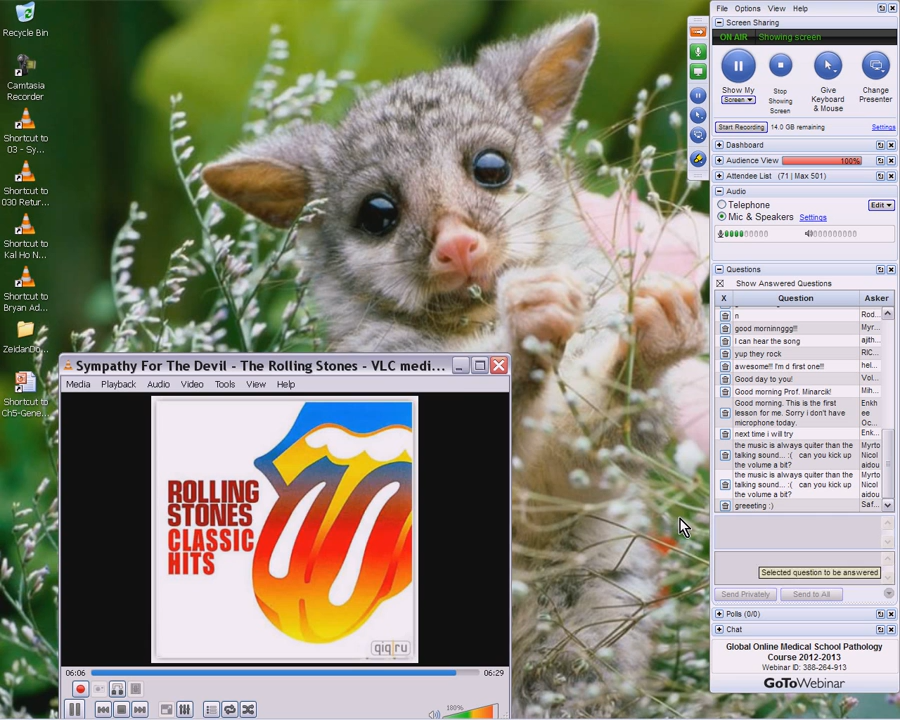 Recycle Bin
Camtasia
Recorder
Shortcut to
03 - Sy...
Shortcut to
030 Retur...
Shortcut to
Kal Ho N...
Shortcut to
Bryan Ad...
ZeidanDo...
Shortcut to
Ch5-Gene...
Sympathy For The Devil - The Rolling Stones - VLC medi...
Media Playback Audio Video Tools View Help
ROLLING
STONES
CLASSIC
HITS
qiq.ru
06:06
06:29
180%
File Options View Help
Screen Sharing
ON AIR Showing screen
Show My
Screen
Stop
Showing
Screen
Give
Keyboard
& Mouse
Change
Presenter
Start Recording 14.0 GB remaining Settings
Dashboard
Audience View 100%
Attendee List (71 | Max 501)
Audio
Telephone Edit
Mic & Speakers Settings
Questions
Show Answered Questions
X Question Asker
n Rod...
good morninnggg!! Myr...
I can hear the song ajith...
yup they rock RIC...
awesome!! I'm d first one!! hel...
Good day to you! Vol...
Good morning Prof. Minarcik! Mih...
Good morning. This is the first Enkh
lesson for me. Sorry i don't have ee
microphone today. Oc...
next time i will try Enk...
the music is always quiter than the Myrto
talking sound... :( can you kick up Nicol
the volume a bit? aidou
the music is always quiter than the Myrto
talking sound... :( can you kick up Nicol
the volume a bit? aidou
greeeting :) Saf...
Selected question to be answered
Send Privately Send to All
Polls (0/0)
Chat
Global Online Medical School Pathology
Course 2012-2013
Webinar ID: 388-264-913
GoToWebinar